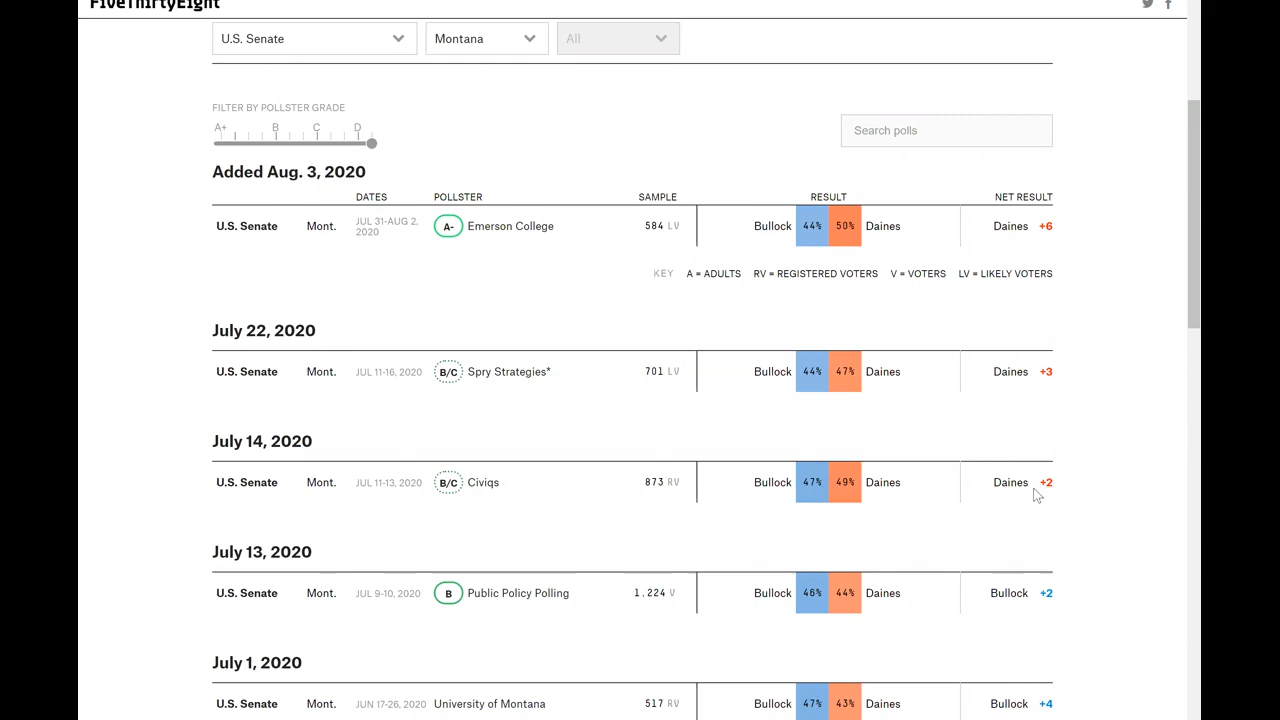 FiveThirtyEight
U.S. Senate Montana All
FILTER BY POLLSTER GRADE
A+ B C D
Search polls
Added Aug. 3, 2020
DATES POLLSTER SAMPLE RESULT NET RESULT
U.S. Senate Mont. JUL 31-AUG 2, 2020 A- Emerson College 584 LV Bullock 44% 50% Daines Daines +6
KEY A = ADULTS RV = REGISTERED VOTERS V = VOTERS LV = LIKELY VOTERS
July 22, 2020
U.S. Senate Mont. JUL 11-16, 2020 B/C Spry Strategies* 701 LV Bullock 44% 47% Daines Daines +3
July 14, 2020
U.S. Senate Mont. JUL 11-13, 2020 B/C Civiqs 873 RV Bullock 47% 49% Daines Daines +2
July 13, 2020
U.S. Senate Mont. JUL 9-10, 2020 B Public Policy Polling 1,224 V Bullock 46% 44% Daines Bullock +2
July 1, 2020
U.S. Senate Mont. JUN 17-26, 2020 University of Montana 517 RV Bullock 47% 43% Daines Bullock +4